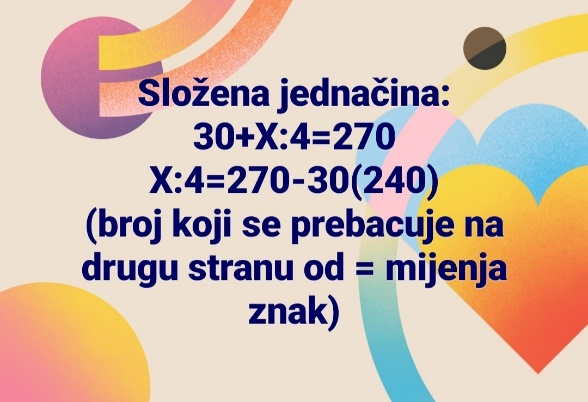 Složena jednačina:
30+X:4=270
X:4=270-30(240)
(broj koji se prebacuje na
drugu stranu od = mijenja
znak)